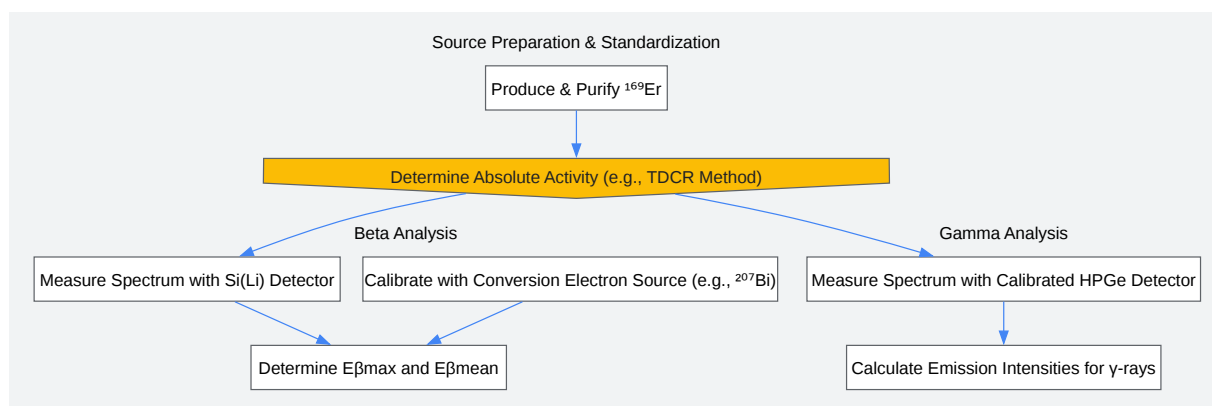 Source Preparation & Standardization
Produce & Purify ¹⁶⁹Er
Determine Absolute Activity (e.g., TDCR Method)
Beta Analysis
Gamma Analysis
Measure Spectrum with Si(Li) Detector
Calibrate with Conversion Electron Source (e.g., ²⁰⁷Bi)
Measure Spectrum with Calibrated HPGe Detector
Determine Eβmax and Eβmean
Calculate Emission Intensities for γ-rays